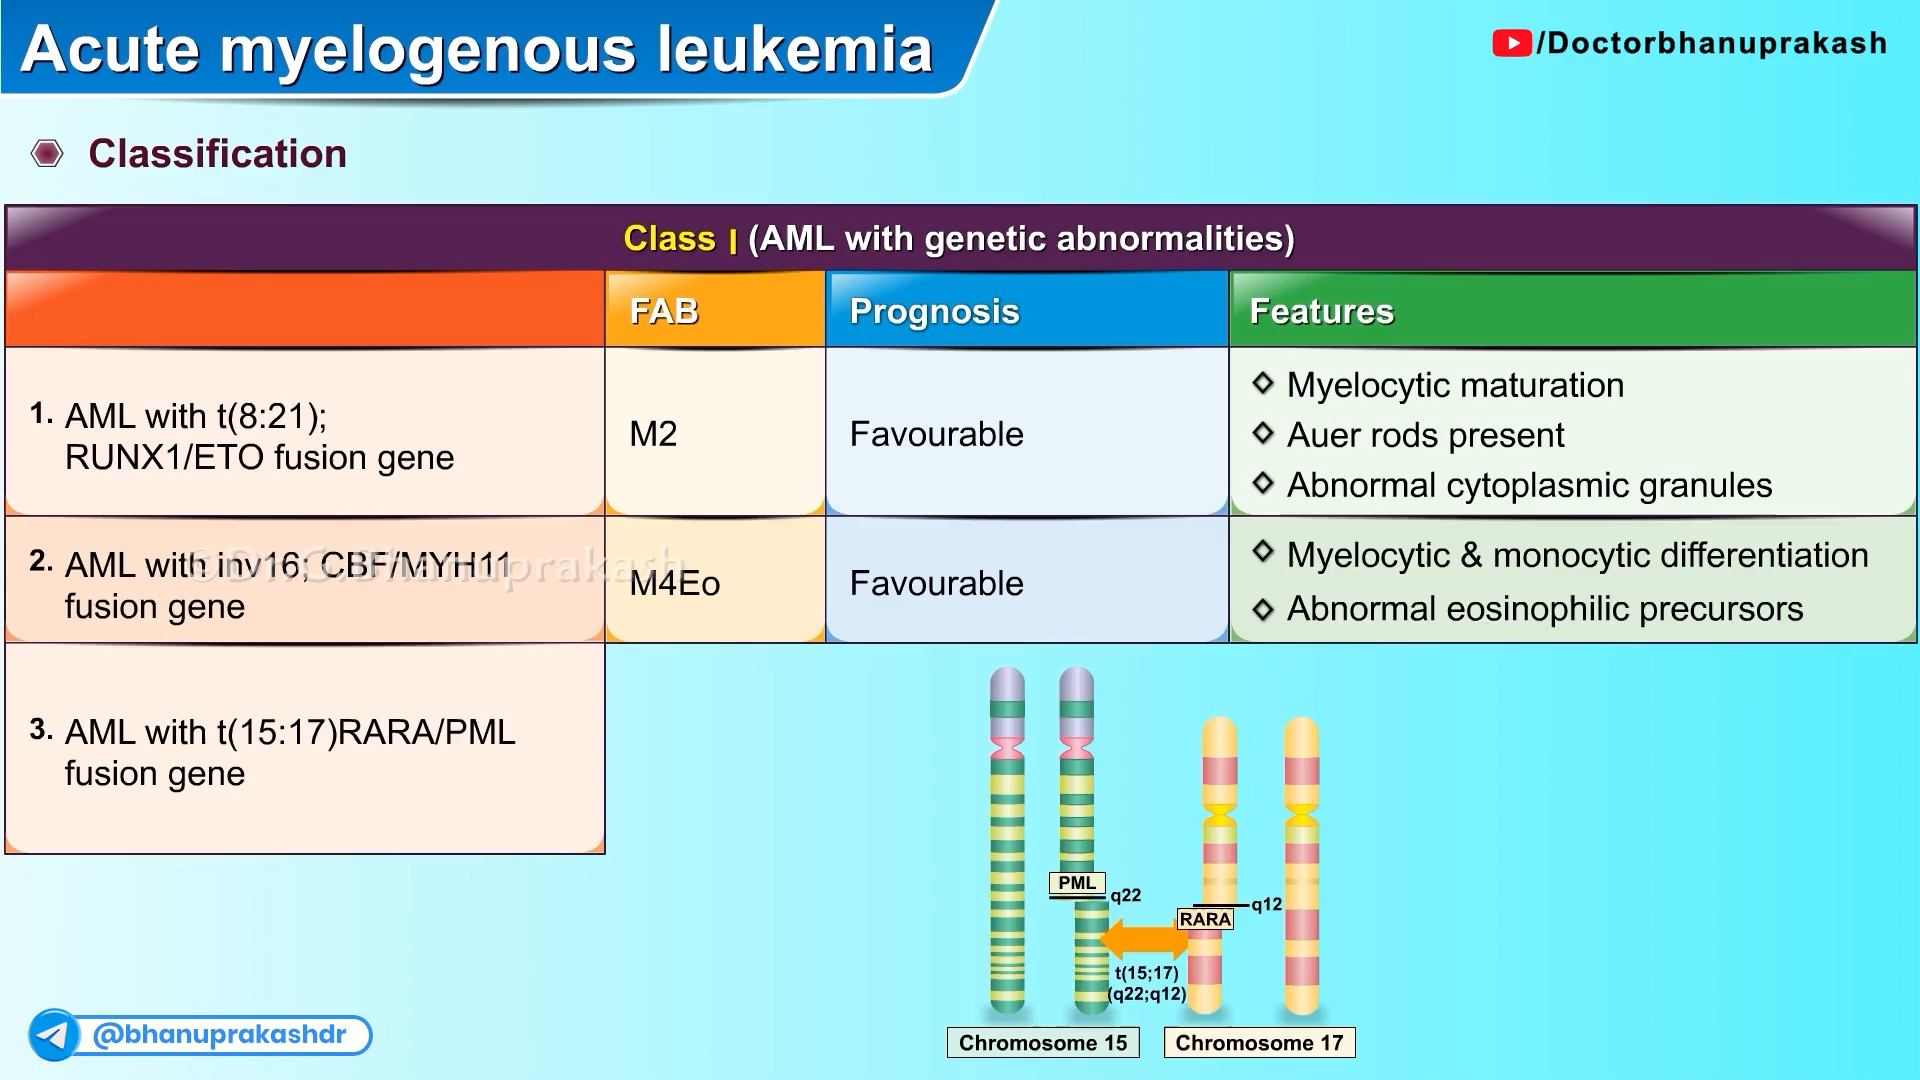 Acute myelogenous leukemia
/Doctorbhanuprakash
Classification
Class I (AML with genetic abnormalities)
FAB
Prognosis
Features
1. AML with t(8:21);
RUNX1/ETO fusion gene
M2
Favourable
Myelocytic maturation
Auer rods present
Abnormal cytoplasmic granules
2. AML with inv16; CBF/MYH11
fusion gene
©Dr.G.Bhanuprakash
M4Eo
Favourable
Myelocytic & monocytic differentiation
Abnormal eosinophilic precursors
3. AML with t(15:17)RARA/PML
fusion gene
PML
q22
RARA
q12
t(15;17)
(q22;q12)
Chromosome 15
Chromosome 17
@bhanuprakashdr